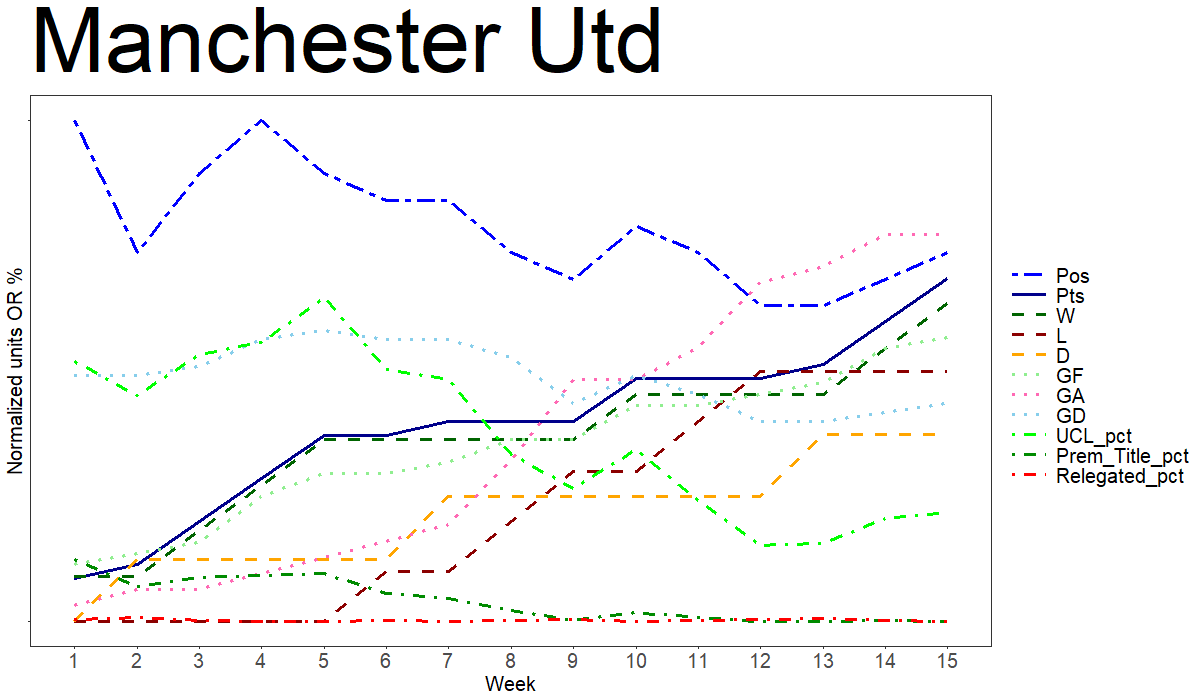 Manchester Utd
Normalized units OR %
Pos
Pts
W
L
D
GF
GA
GD
UCL_pct
Prem_Title_pct
Relegated_pct
1 2 3 4 5 6 7 8 9 10 11 12 13 14 15
Week